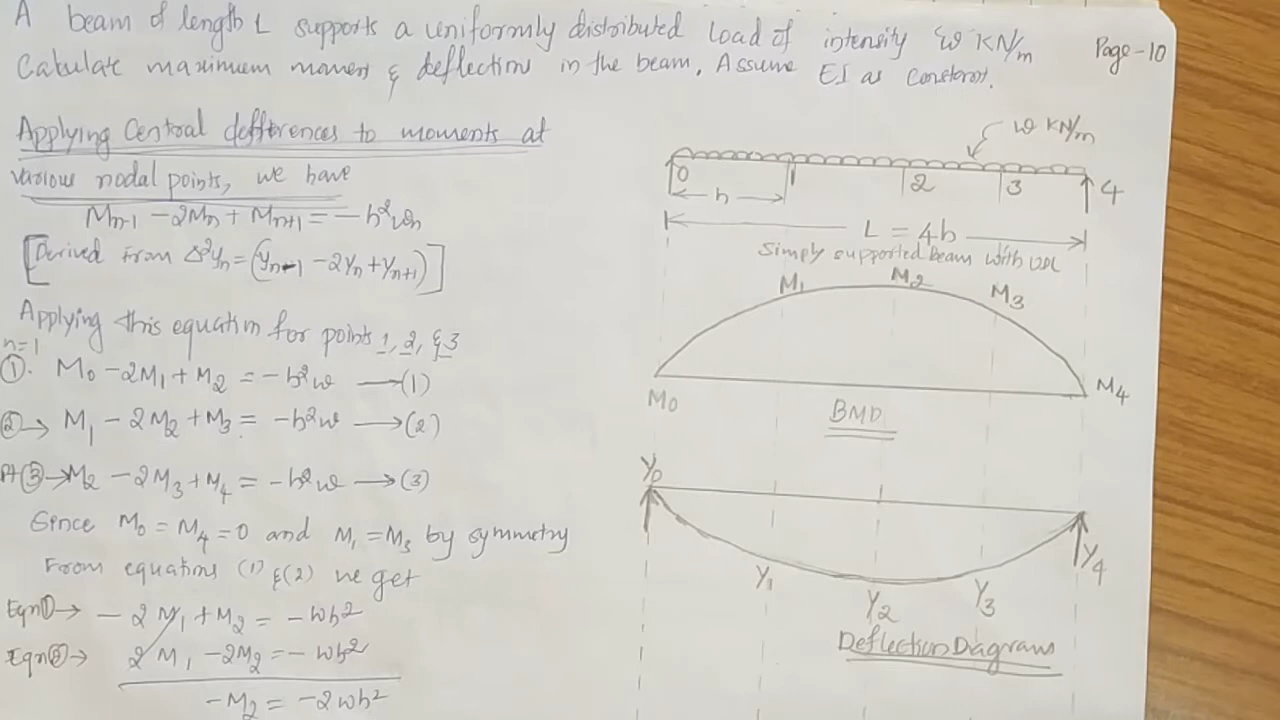 A beam of length L supports a uniformly distributed load of intensity w KN/m
Page-10
Calculate maximum moment & deflections in the beam. Assume EI as constant.
Applying Central defferences to moments at
various nodal points, we have
Mn-1 - 2Mn + Mn+1 = -h²wn
[Derived from Δ²yn = (yn-1 - 2yn + yn+1)]
Applying this equation for points 1, 2, & 3
n=1
①. M0 - 2M1 + M2 = -h²w →(1)
②→ M1 - 2M2 + M3 = -h²w →(2)
At ③→ M2 - 2M3 + M4 = -h²w →(3)
Since M0 = M4 = 0 and M1 = M3 by symmetry
From equations (1) & (2) we get
Eqn①→ - 2M1 + M2 = -wh²
Eqn②→ 2M1 - 2M2 = -wh²
-M2 = -2wh²
w KN/m
0 1 2 3 4
h
L = 4h
Simply supported beam with UDL
M1 M2 M3
M0 M4
BMD
Y0
Y4
Y1 Y2 Y3
Deflection Diagrams